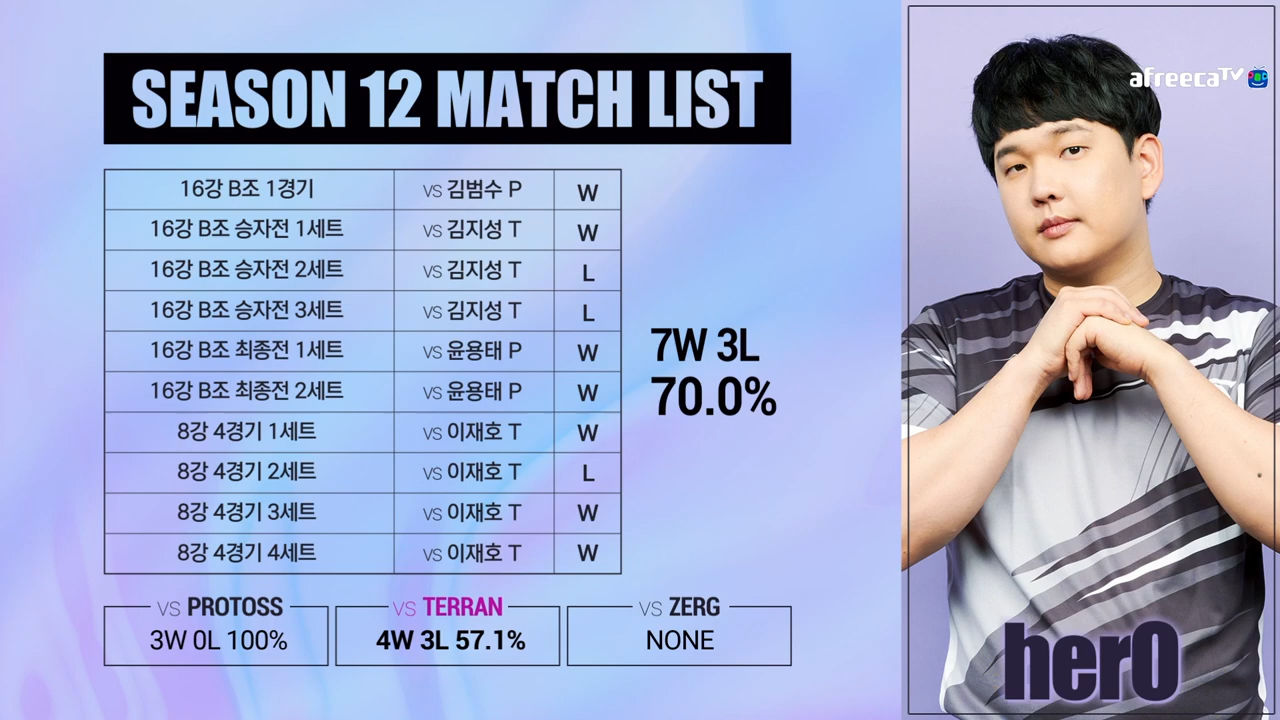 SEASON 12 MATCH LIST
afreecaTV
16강 B조 1경기 vs 김범수 P W
16강 B조 승자전 1세트 vs 김지성 T W
16강 B조 승자전 2세트 vs 김지성 T L
16강 B조 승자전 3세트 vs 김지성 T L
16강 B조 최종전 1세트 vs 윤용태 P W
16강 B조 최종전 2세트 vs 윤용태 P W
8강 4경기 1세트 vs 이재호 T W
8강 4경기 2세트 vs 이재호 T L
8강 4경기 3세트 vs 이재호 T W
8강 4경기 4세트 vs 이재호 T W
7W 3L
70.0%
vs PROTOSS
3W 0L 100%
vs TERRAN
4W 3L 57.1%
vs ZERG
NONE
her0